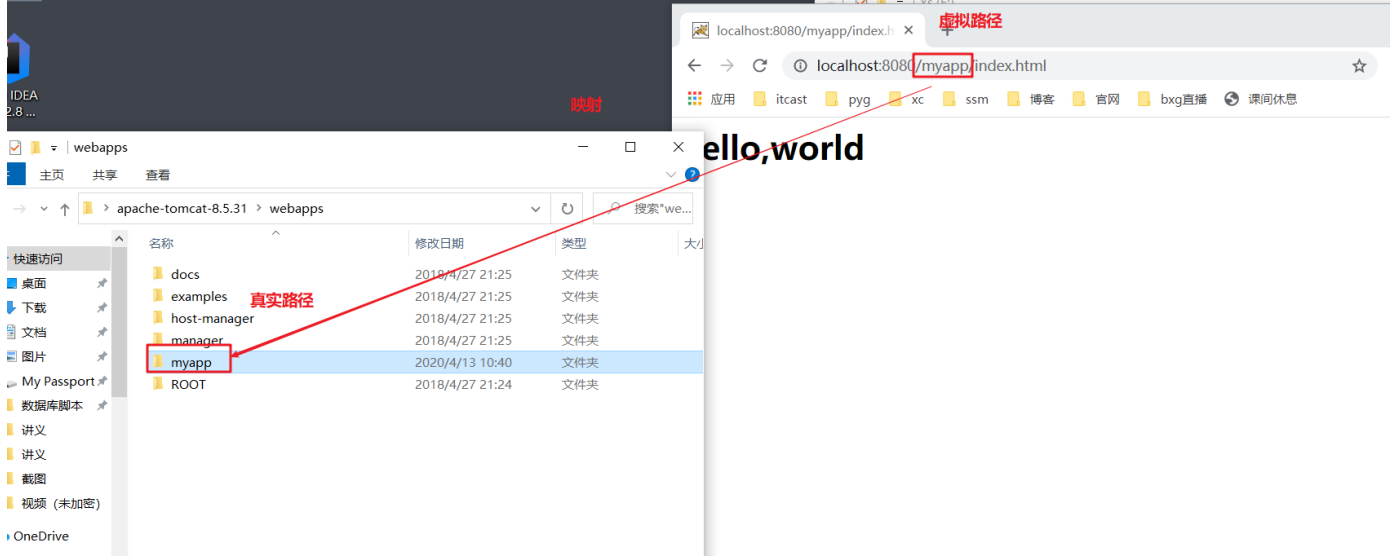 IDEA
2.8 ...
映射
webapps
主页 共享 查看
apache-tomcat-8.5.31 > webapps
搜索"we...
名称 修改日期 类型 大小
快速访问
桌面
下载
文档
图片
My Passport
数据库脚本
讲义
讲义
截图
视频 (未加密)
OneDrive
docs 2018/4/27 21:25 文件夹
examples 2018/4/27 21:25 文件夹
真实路径
host-manager 2018/4/27 21:25 文件夹
manager 2018/4/27 21:25 文件夹
myapp 2020/4/13 10:40 文件夹
ROOT 2018/4/27 21:24 文件夹
虚拟路径
localhost:8080/myapp/index.h
localhost:8080/myapp/index.html
应用 itcast pyg xc ssm 博客 官网 bxg直播 课间休息
ello,world